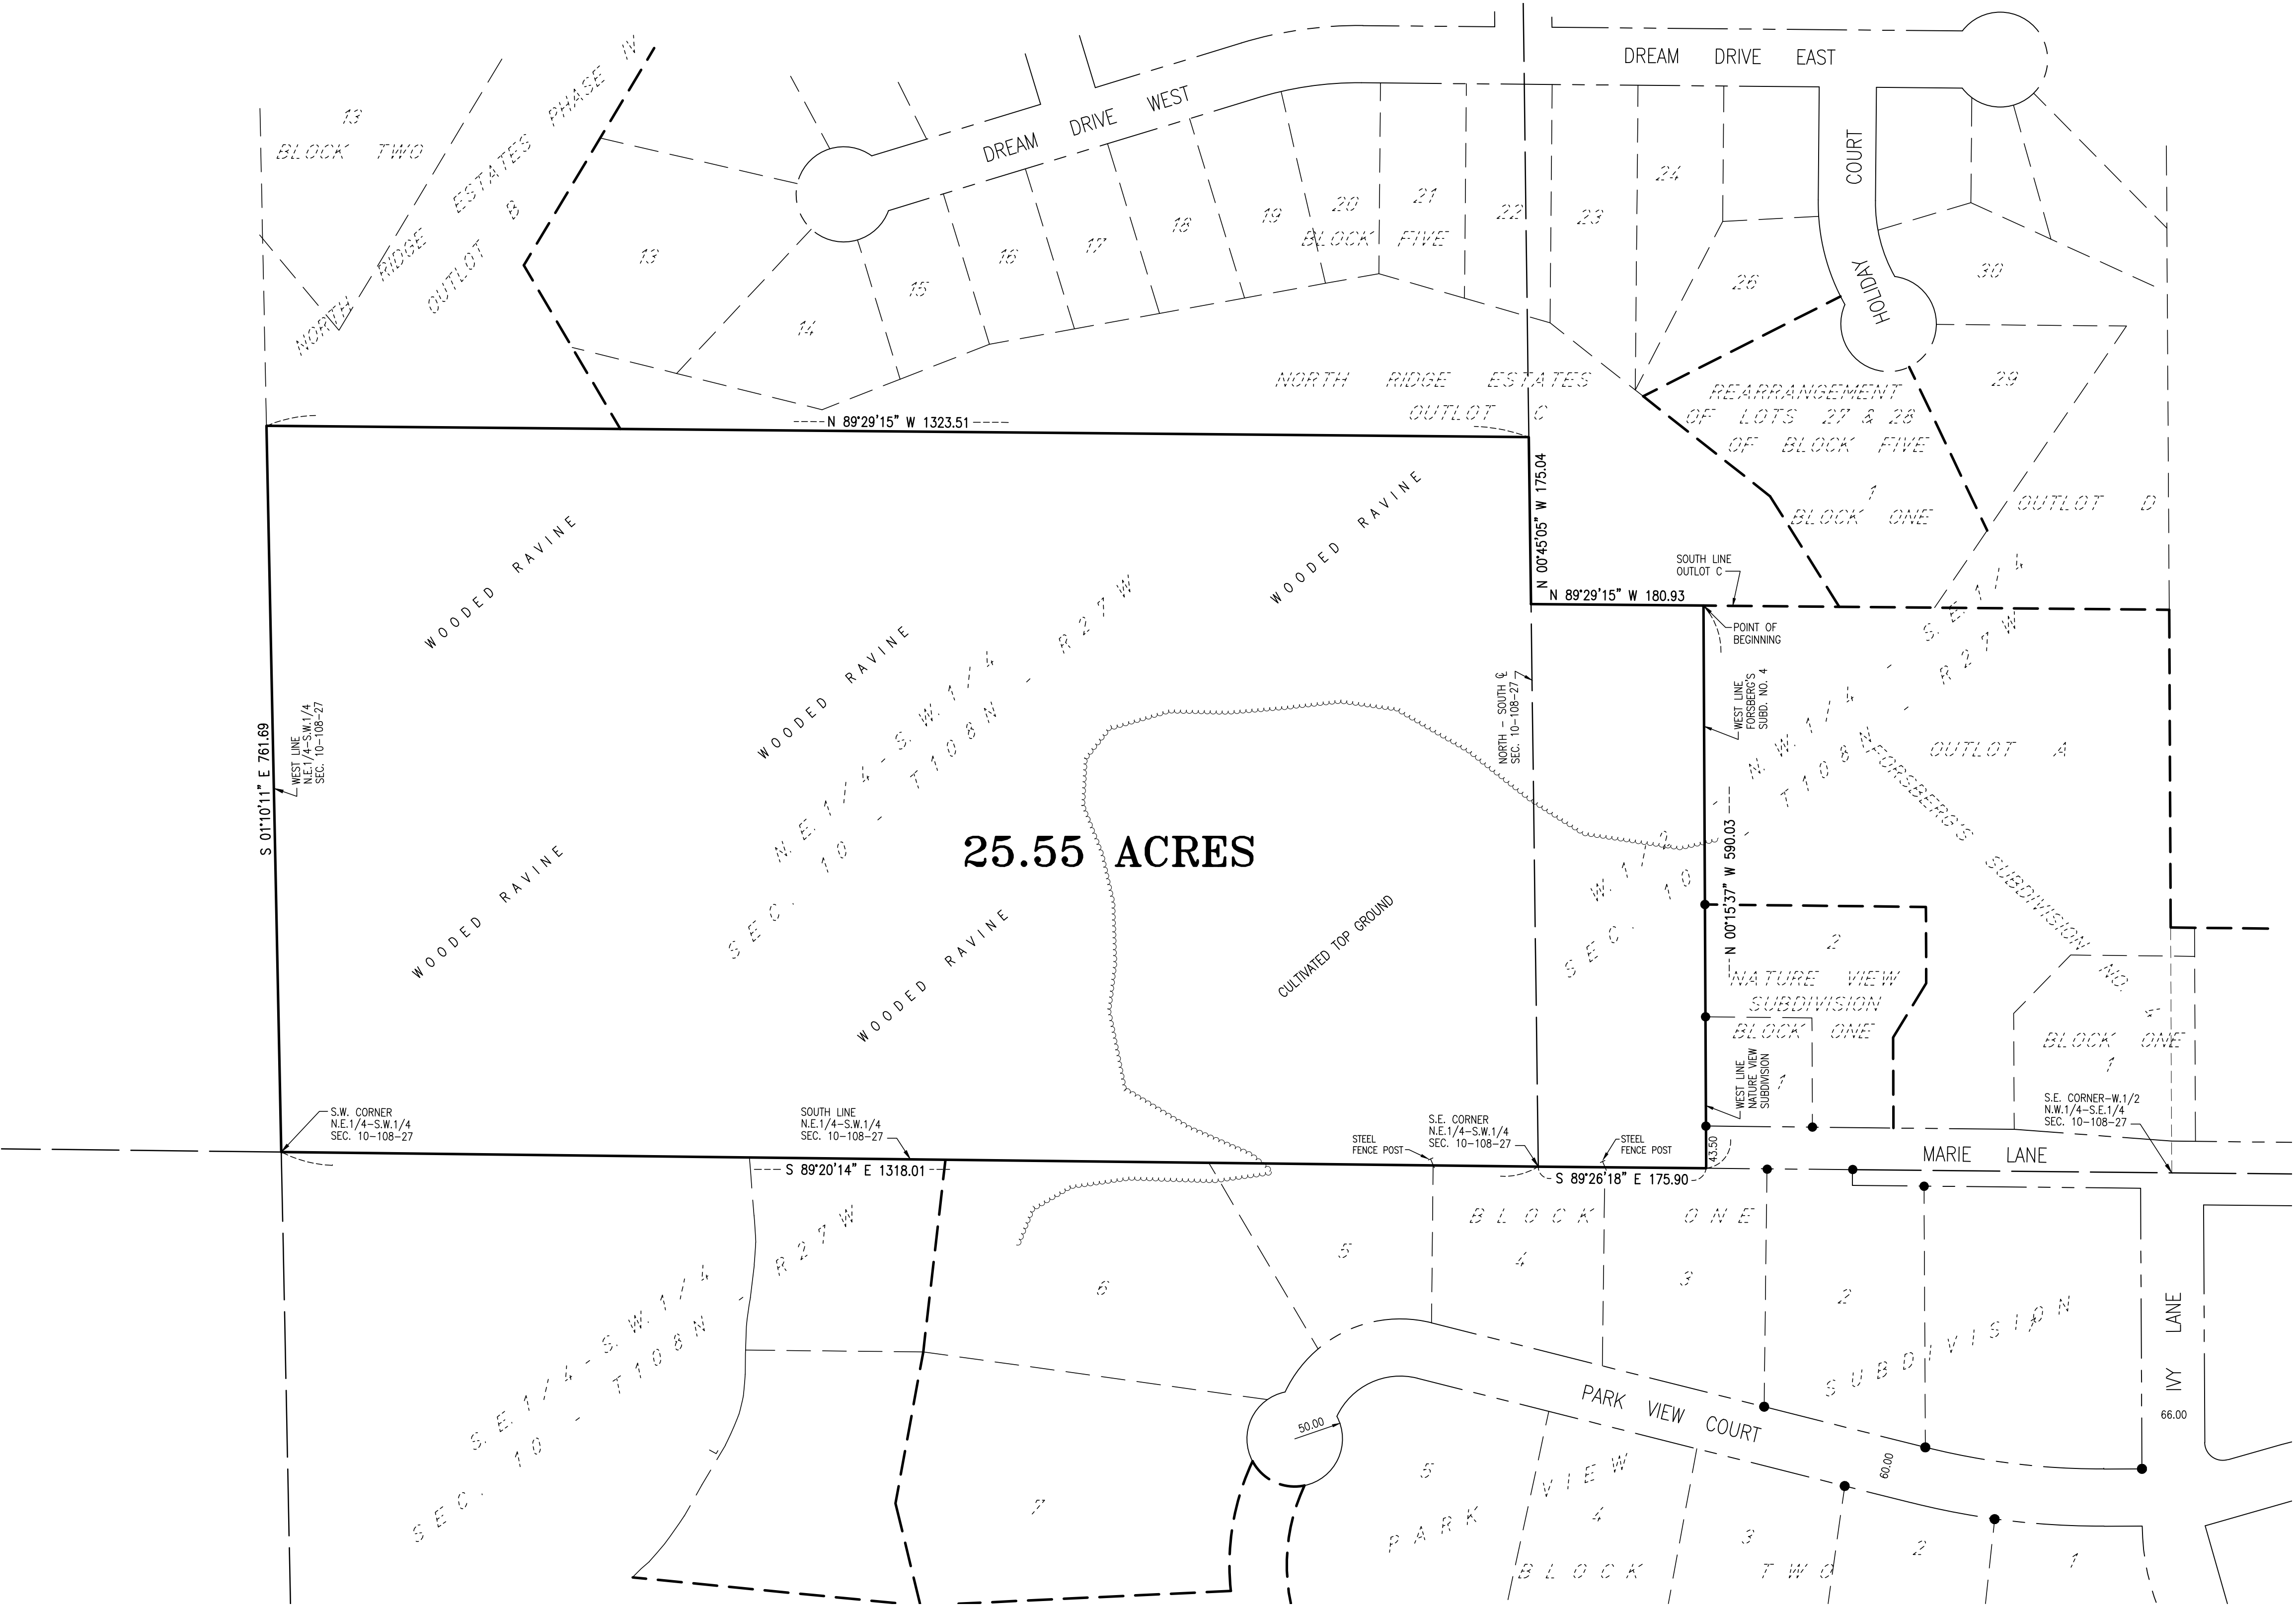 DREAM DRIVE EAST
DREAM DRIVE WEST
COURT
HOLIDAY
13
BLOCK TWO
NORTH RIDGE ESTATES PHASE IV
OUTLOT B
13
14
15
16
17
18
19
20
21
22
23
24
BLOCK FIVE
26
30
29
NORTH RIDGE ESTATES
OUTLOT C
REARRANGEMENT
OF LOTS 27 & 28
OF BLOCK FIVE
1
BLOCK ONE
OUTLOT D
N 89°29'15" W 1323.51
N 00°45'05" W 175.04
SOUTH LINE
OUTLOT C
N 89°29'15" W 180.93
POINT OF
BEGINNING
WOODED RAVINE
WOODED RAVINE
WOODED RAVINE
WOODED RAVINE
WOODED RAVINE
N.E.1/4-S.W.1/4
SEC. 10 - T108N - R27W
NORTH - SOUTH ℄
SEC. 10-108-27
WEST LINE
FORSBERG'S
SUBD. NO. 4
W.1/2 - N.W.1/4 - S.E.1/4
SEC. 10 - T108N - R27W
OUTLOT A
FORSBERG'S SUBDIVISION NO. 4
S 01°10'11" E 761.69
WEST LINE
N.E.1/4-S.W.1/4
SEC. 10-108-27
25.55 ACRES
CULTIVATED TOP GROUND
N 00°15'37" W 590.03
2
NATURE VIEW
SUBDIVISION
BLOCK ONE
1
WEST LINE
NATURE VIEW
SUBDIVISION
BLOCK ONE
1
S.E. CORNER-W.1/2
N.W.1/4-S.E.1/4
SEC. 10-108-27
S.W. CORNER
N.E.1/4-S.W.1/4
SEC. 10-108-27
SOUTH LINE
N.E.1/4-S.W.1/4
SEC. 10-108-27
STEEL
FENCE POST
S.E. CORNER
N.E.1/4-S.W.1/4
SEC. 10-108-27
STEEL
FENCE POST
43.50
MARIE LANE
S 89°20'14" E 1318.01
S 89°26'18" E 175.90
BLOCK ONE
6
5
4
3
2
1
S.E.1/4-S.W.1/4
SEC. 10 - T108N - R27W
IVY LANE
66.00
PARK VIEW COURT
50.00
60.00
PARK VIEW SUBDIVISION
7
5
4
3
2
1
BLOCK TWO